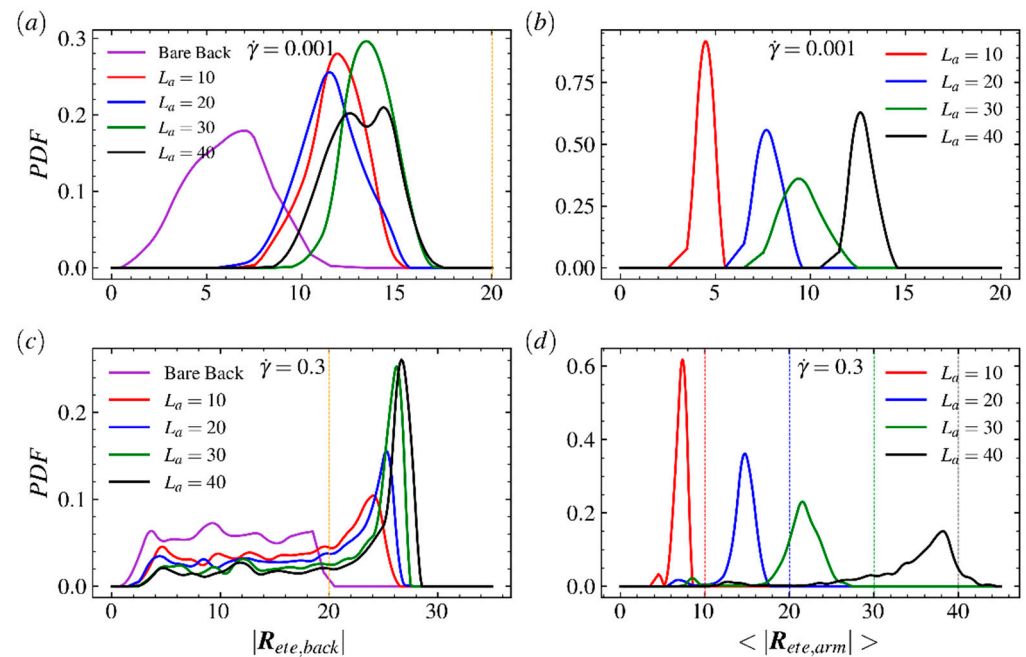 (a)
γ̇ = 0.001
Bare Back
L_a = 10
L_a = 20
L_a = 30
L_a = 40
PDF
0.3
0.2
0.1
0.0
0 5 10 15 20
(b)
γ̇ = 0.001
L_a = 10
L_a = 20
L_a = 30
L_a = 40
0.75
0.50
0.25
0.00
0 5 10 15 20
(c)
γ̇ = 0.3
Bare Back
L_a = 10
L_a = 20
L_a = 30
L_a = 40
PDF
0.2
0.1
0.0
0 10 20 30
|R_ete,back|
(d)
γ̇ = 0.3
L_a = 10
L_a = 20
L_a = 30
L_a = 40
0.6
0.4
0.2
0.0
0 10 20 30 40
< |R_ete,arm| >